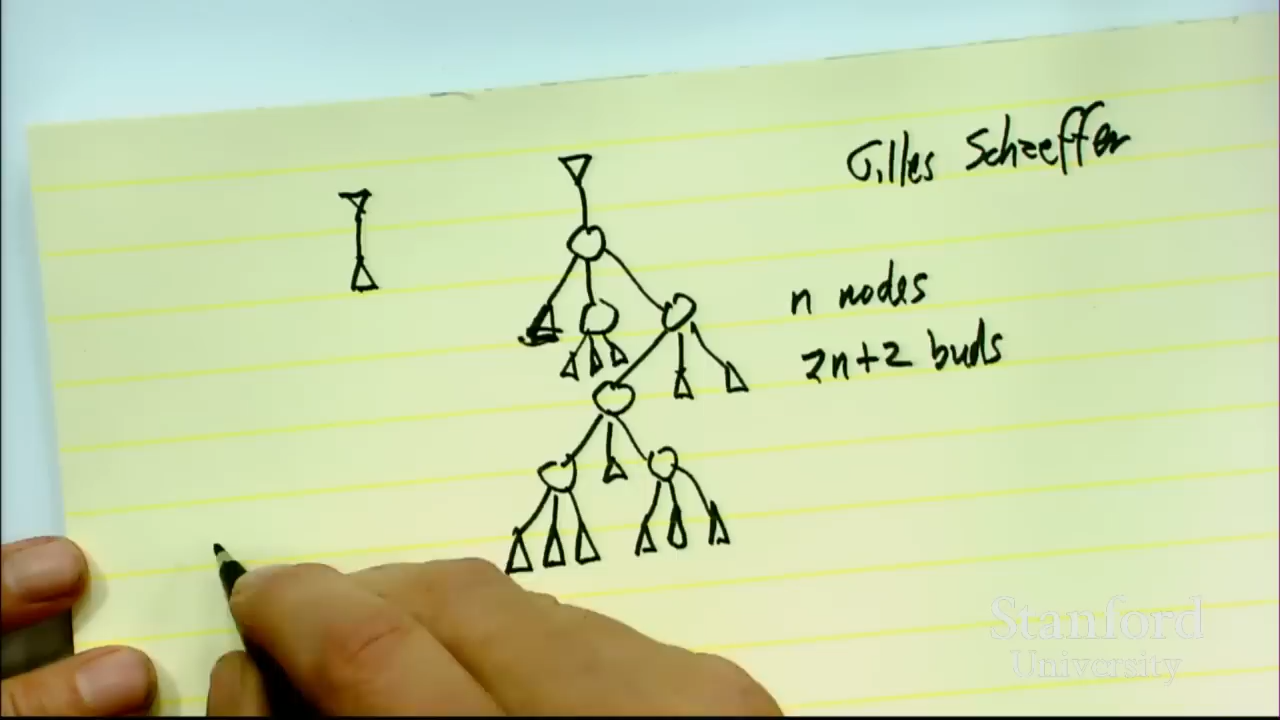 Gilles Schaeffer
n nodes
2n+2 buds
Stanford
University